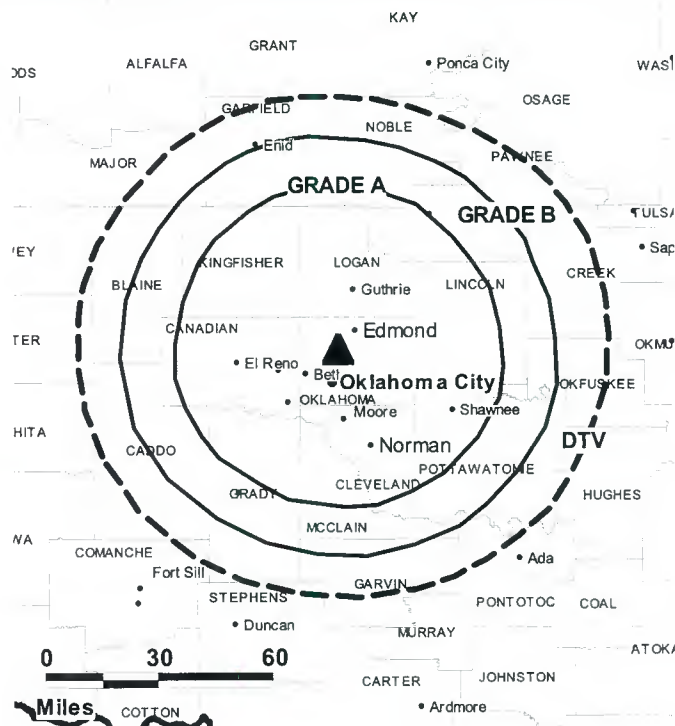 KAY
GRANT
ALFALFA
Ponca City
OSAGE
GARFIELD
NOBLE
Enid
PAWNEE
MAJOR
GRADE A
GRADE B
KINGFISHER
LOGAN
CREEK
BLAINE
LINCOLN
Guthrie
CANADIAN
Edmond
El Reno
Bett
Oklahoma City
OKFUSKEE
OKLAHOMA
Moore
Shawnee
DTV
Norman
CADDO
POTTAWATOMIE
CLEVELAND
GRADY
HUGHES
MCCLAIN
COMANCHE
Ada
Fort Sill
GARVIN
STEPHENS
PONTOTOC
COAL
Duncan
MURRAY
ATOKA
0 30 60
JOHNSTON
CARTER
Miles
COTTON
Ardmore